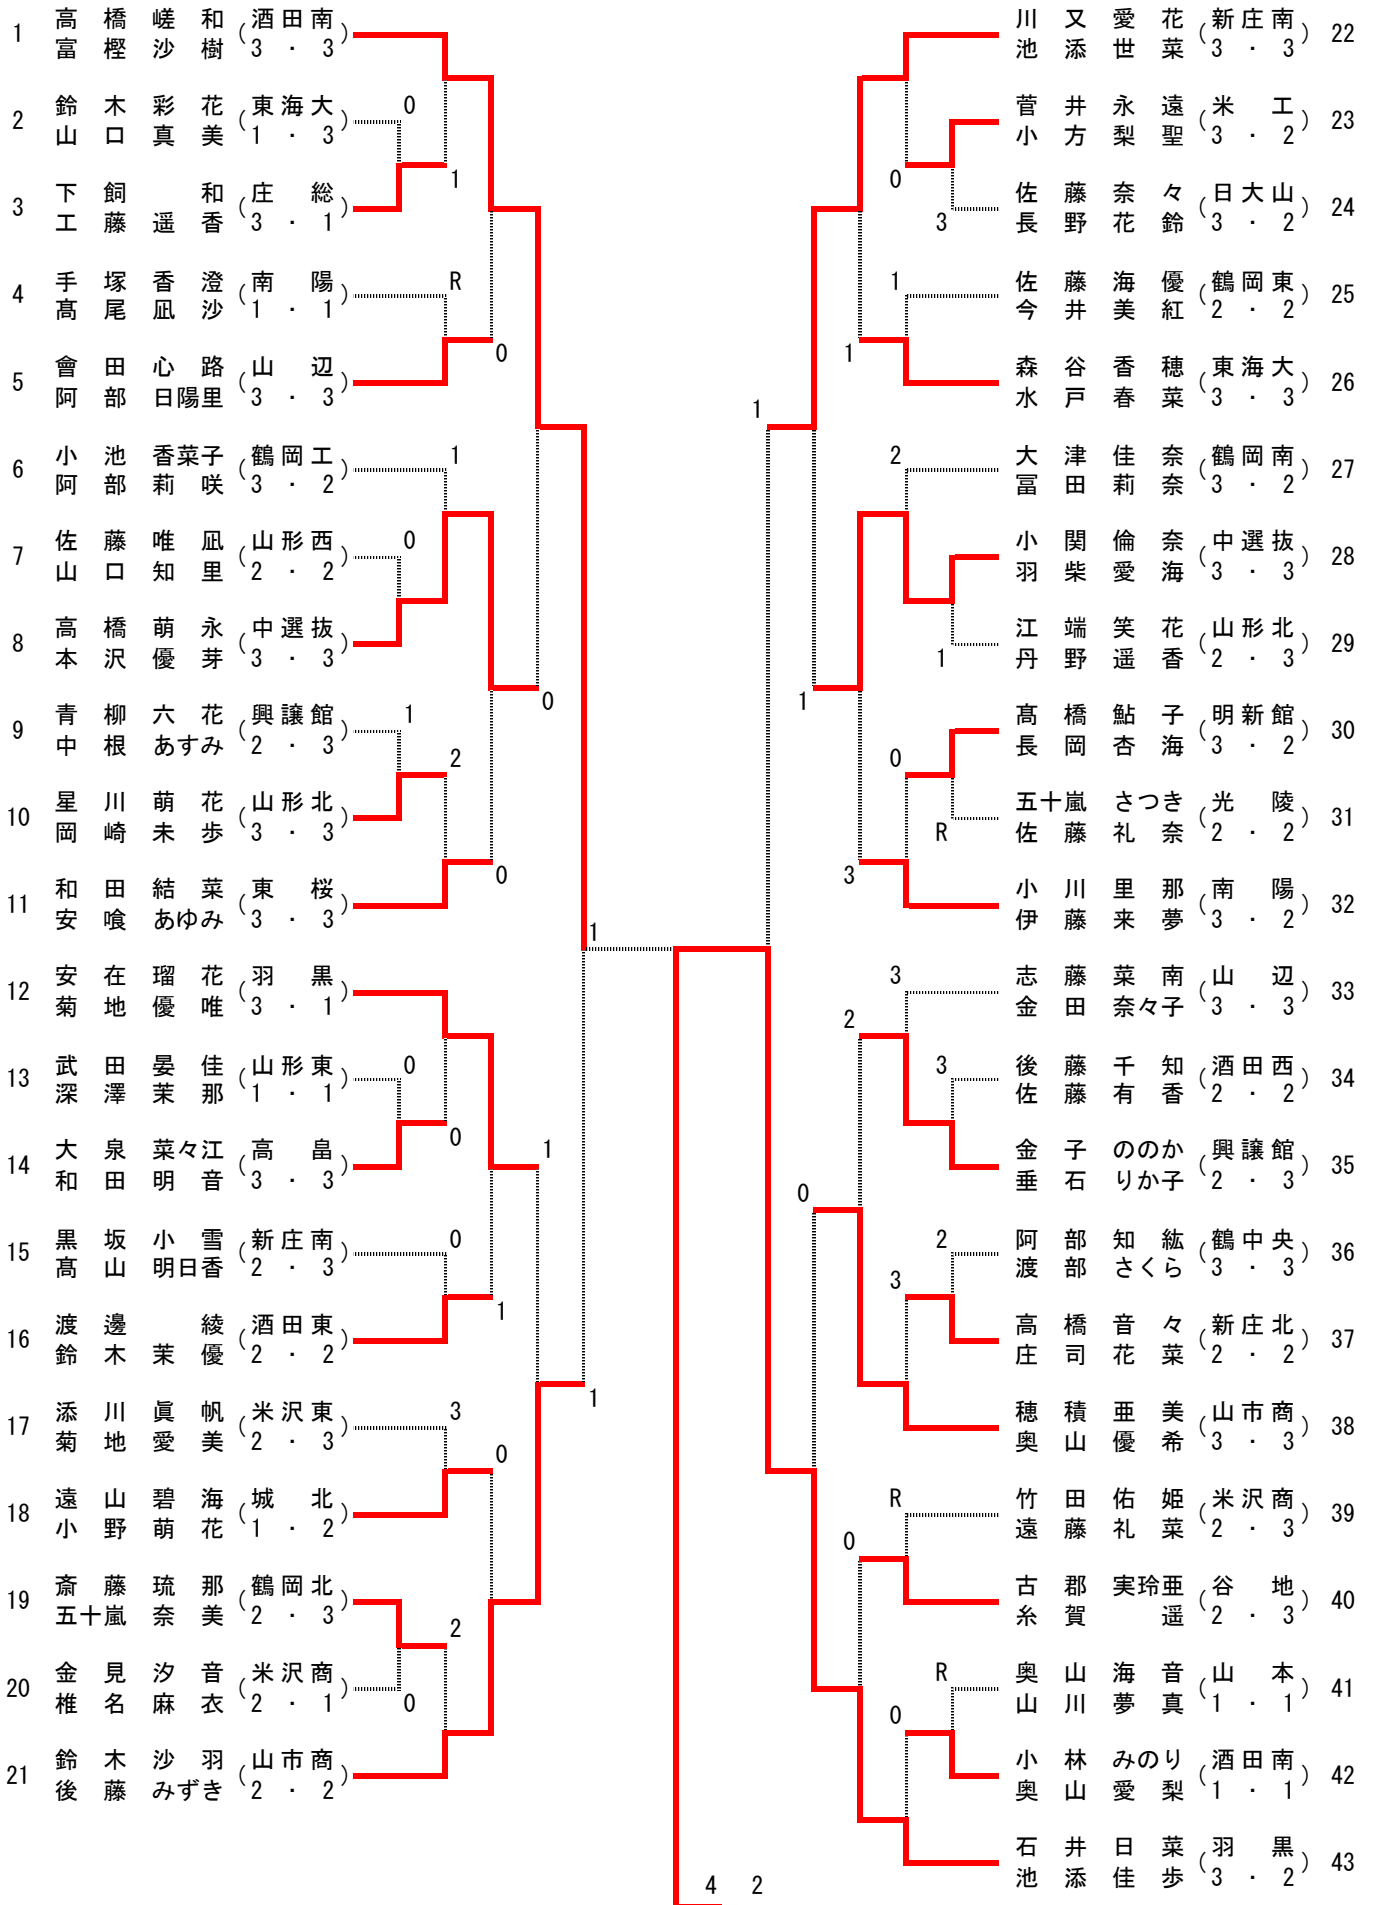 1 高橋嵯和 (酒田南)
富樫沙樹 (3・3)
2 鈴木彩花 (東海大) 0
山口真美 (1・3)
1
3 下飼和 (庄総)
工藤遥香 (3・1)
4 手塚香澄 (南陽) R
髙尾凪沙 (1・1)
0
5 會田心路 (山辺)
阿部日陽里 (3・3)
6 小池香菜子 (鶴岡工) 1
阿部莉咲 (3・2)
7 佐藤唯凪 (山形西) 0
山口知里 (2・2)
8 高橋萌永 (中選抜)
本沢優芽 (3・3)
0
9 青柳六花 (興譲館) 1
中根あすみ (2・3)
2
10 星川萌花 (山形北)
岡崎未歩 (3・3)
0
11 和田結菜 (東桜)
安喰あゆみ (3・3)
1
12 安在瑠花 (羽黒)
菊地優唯 (3・1)
13 武田晏佳 (山形東) 0
深澤茉那 (1・1)
0
14 大泉菜々江 (高畠) 1
和田明音 (3・3)
15 黒坂小雪 (新庄南) 0
髙山明日香 (2・3)
1
16 渡邊綾 (酒田東)
鈴木茉優 (2・2)
1
17 添川眞帆 (米沢東) 3
菊地愛美 (2・3)
0
18 遠山碧海 (城北)
小野萌花 (1・2)
19 斎藤琉那 (鶴岡北)
五十嵐奈美 (2・3)
2
20 金見汐音 (米沢商)
椎名麻衣 (2・1) 0
21 鈴木沙羽 (山市商)
後藤みずき (2・2)
川又愛花 (新庄南) 22
池添世菜 (3・3)
菅井永遠 (米工) 23
小方梨聖 (3・2)
0
佐藤奈々 (日大山) 24
3 長野花鈴 (3・2)
1 佐藤海優 (鶴岡東) 25
今井美紅 (2・2)
1
森谷香穂 (東海大) 26
水戸春菜 (3・3)
1
2 大津佳奈 (鶴岡南) 27
冨田莉奈 (3・2)
小関倫奈 (中選抜) 28
羽柴愛海 (3・3)
江端笑花 (山形北) 29
1 丹野遥香 (2・3)
1
髙橋鮎子 (明新館) 30
長岡杏海 (3・2)
0
五十嵐さつき (光陵) 31
R 佐藤礼奈 (2・2)
3
小川里那 (南陽) 32
伊藤来夢 (3・2)
3 志藤菜南 (山辺) 33
金田奈々子 (3・3)
2
3 後藤千知 (酒田西) 34
佐藤有香 (2・2)
金子ののか (興譲館) 35
垂石りか子 (2・3)
0
2 阿部知紘 (鶴中央) 36
渡部さくら (3・3)
3
高橋音々 (新庄北) 37
庄司花菜 (2・2)
穂積亜美 (山市商) 38
奥山優希 (3・3)
R 竹田佑姫 (米沢商) 39
遠藤礼菜 (2・3)
0
古郡実玲亜 (谷地) 40
糸賀遥 (2・3)
R 奥山海音 (山本) 41
山川夢真 (1・1)
0
小林みのり (酒田南) 42
奥山愛梨 (1・1)
石井日菜 (羽黒) 43
池添佳歩 (3・2)
4 2